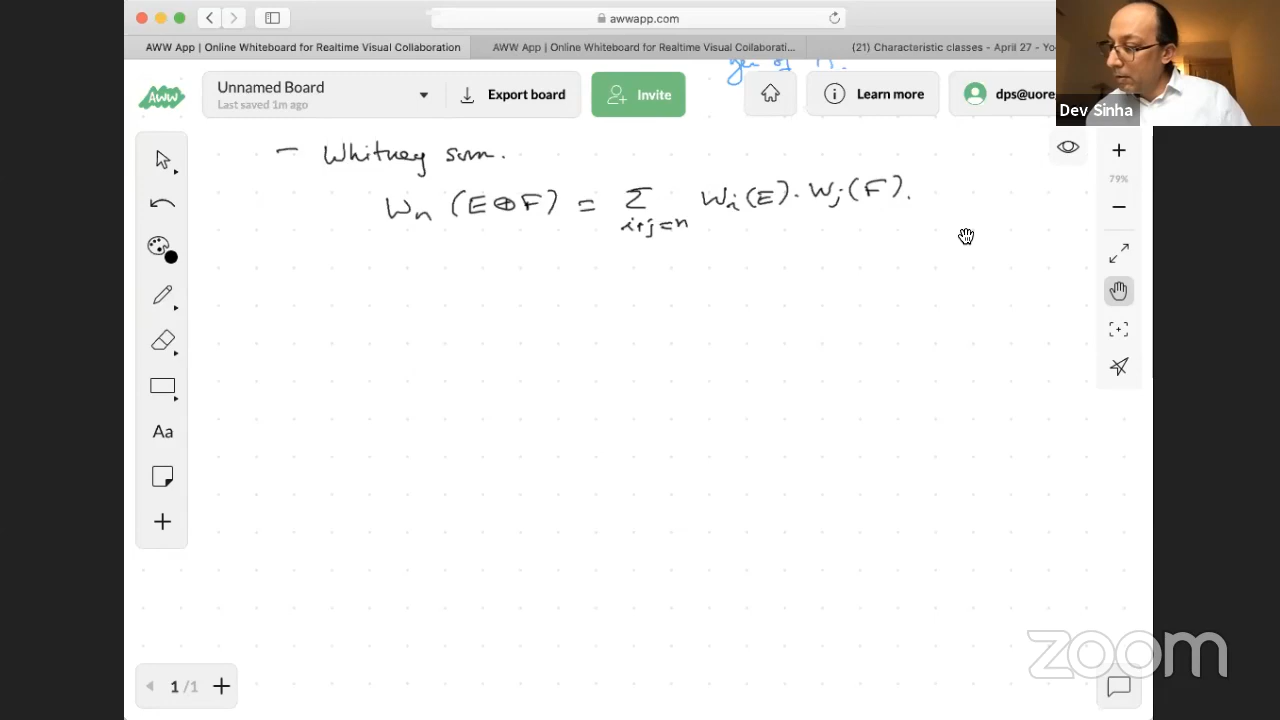 awwapp.com
AWW App | Online Whiteboard for Realtime Visual Collaboration
AWW App | Online Whiteboard for Realtime Visual Collaborati...
(21) Characteristic classes - April 27 - Yo
AWW
Unnamed Board
Last saved 1m ago
Export board
Invite
Learn more
dps@uore
Dev Sinha
79%
– Whitney sum.
Wn (E⊕F) = Σ Wi(E) · Wj(F).
i+j=n
Aa
1 / 1
zoom